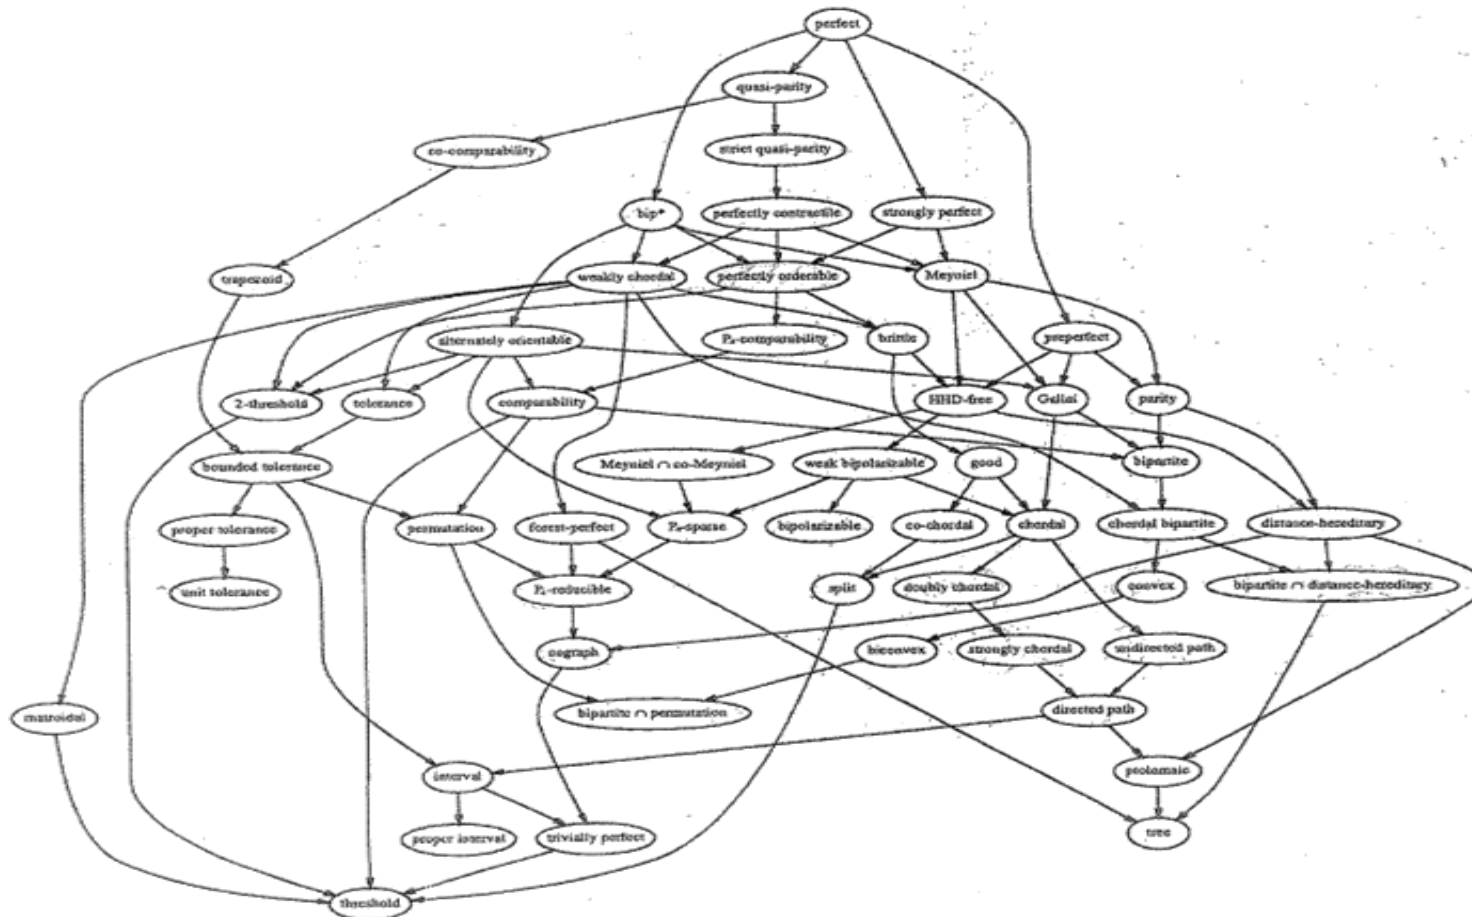 perfect
quasi-parity
co-comparability
strict quasi-parity
bip*
perfectly contractile
strongly perfect
trapezoid
weakly chordal
perfectly orderable
Meyniel
alternately orientable
P₄-comparability
brittle
preperfect
2-threshold
tolerance
comparability
HHD-free
Gallai
parity
bounded tolerance
Meyniel ∩ co-Meyniel
weak bipolarizable
good
bipartite
proper tolerance
permutation
forest-perfect
P₄-sparse
bipolarizable
co-chordal
chordal
chordal bipartite
distance-hereditary
unit tolerance
P₄-reducible
split
doubly chordal
convex
bipartite ∩ distance-hereditary
cograph
biconvex
strongly chordal
undirected path
matroidal
bipartite ∩ permutation
directed path
interval
ptolemaic
proper interval
trivially perfect
tree
threshold